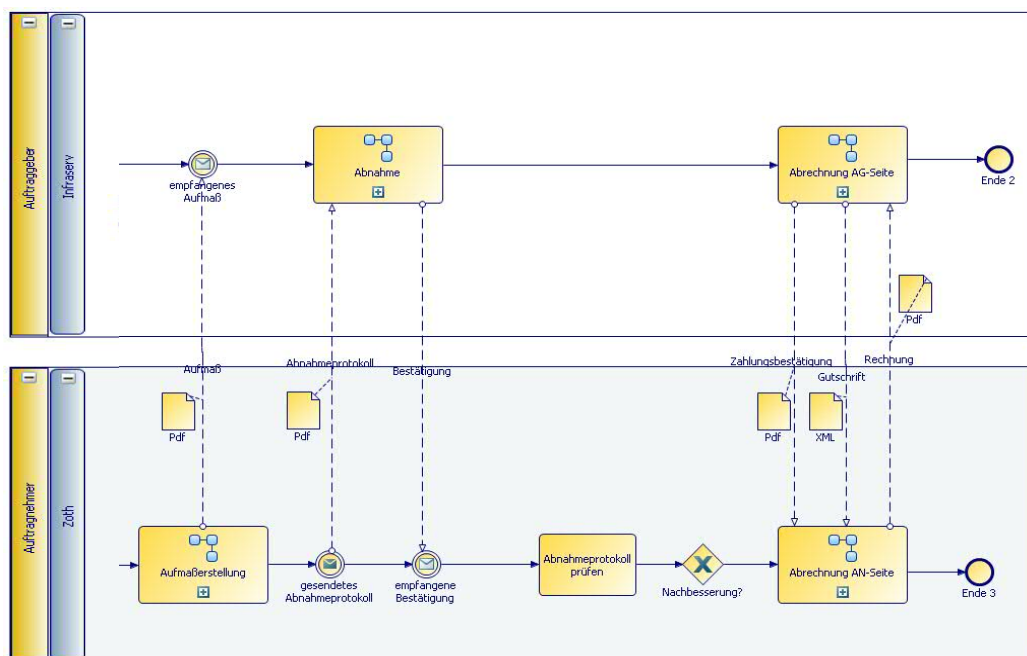 Auftraggeber
Infraserv
empfangenes
Aufmaß
Abnahme
Abrechnung AG-Seite
Ende 2
Pdf
Aufmaß
Abnahmeprotokoll
Bestätigung
Zahlungsbestätigung
Gutschrift
Rechnung
Pdf
Pdf
Pdf
XML
Auftragnehmer
Zoth
Aufmaßerstellung
gesendetes
Abnahmeprotokoll
empfangene
Bestätigung
Abnahmeprotokoll
prüfen
Nachbesserung?
Abrechnung AN-Seite
Ende 3